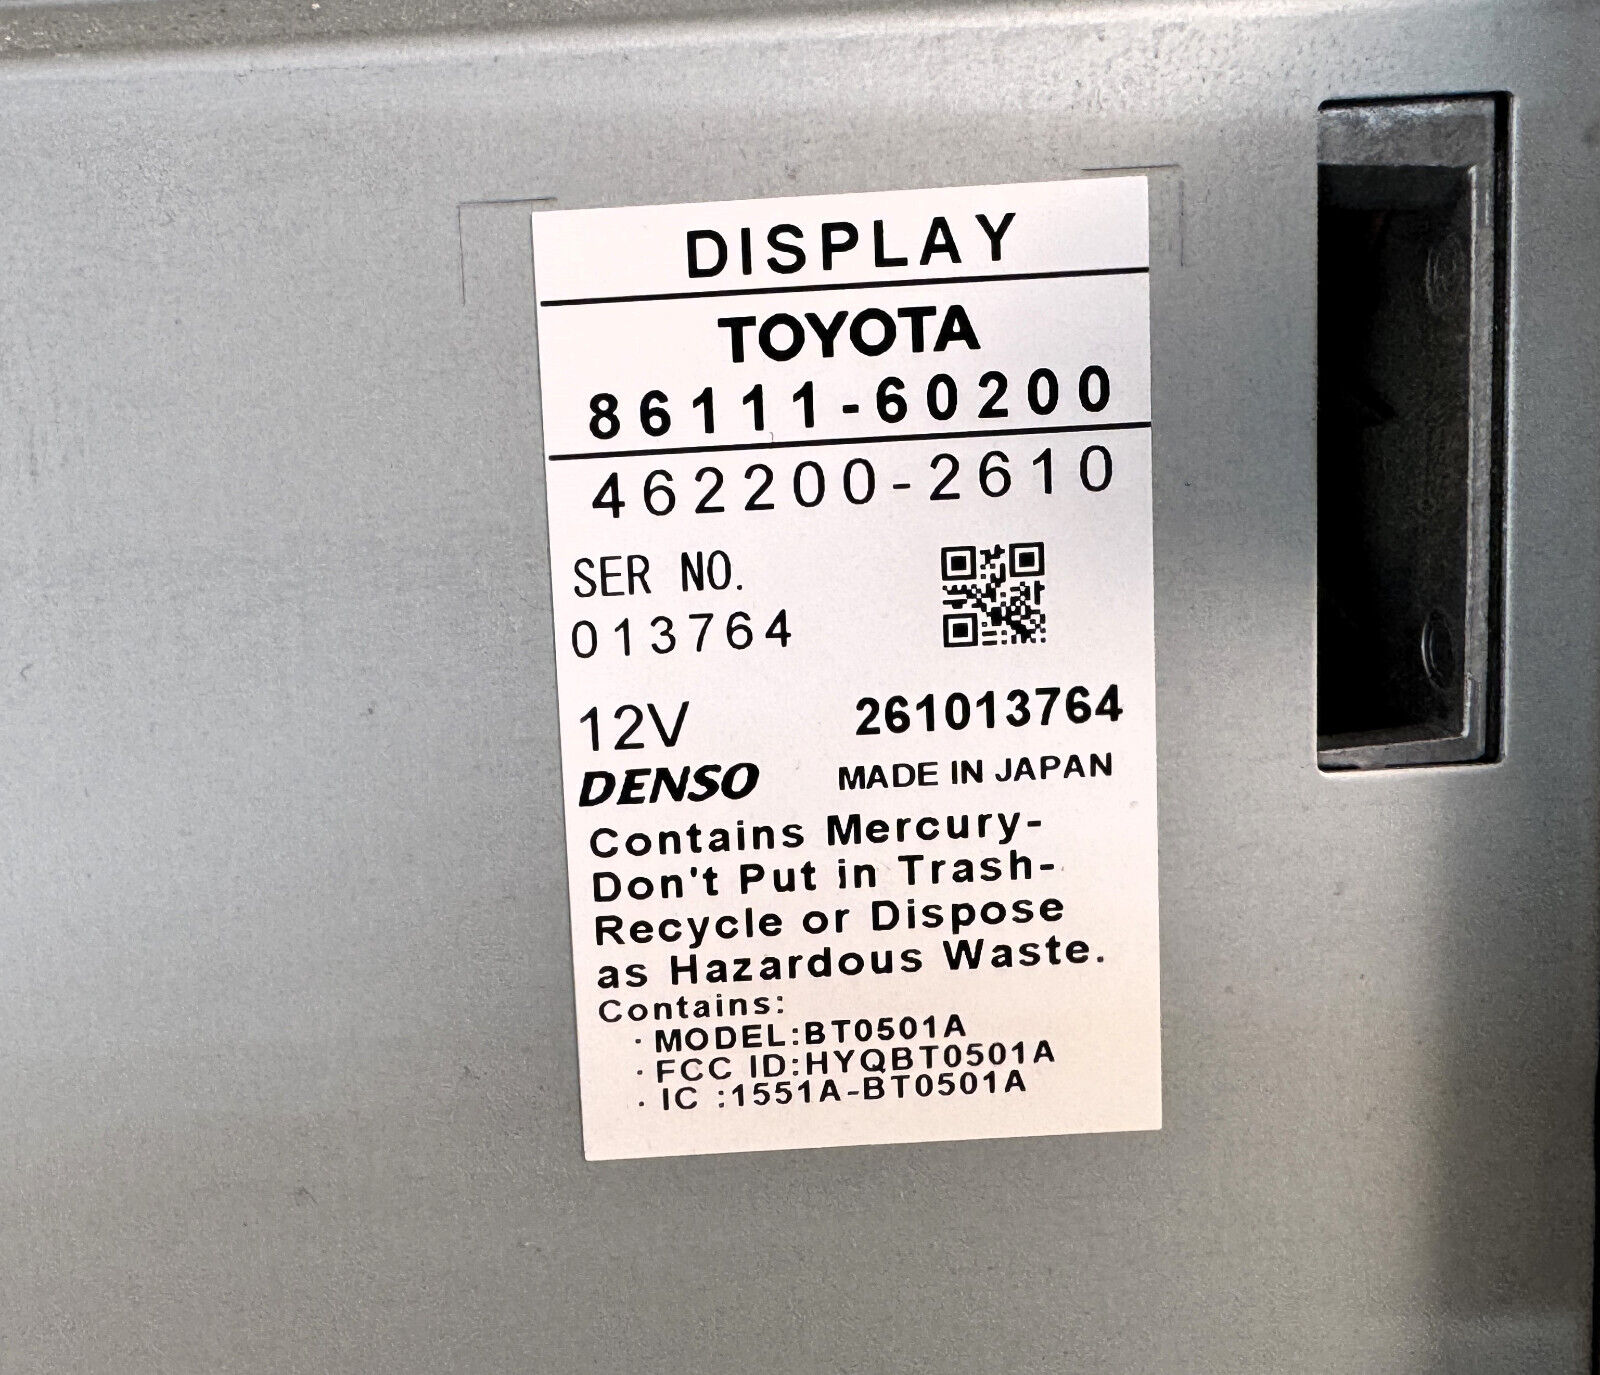 DISPLAY
TOYOTA
86111-60200
462200-2610
SER NO.
013764
12V 261013764
DENSO MADE IN JAPAN
Contains Mercury-
Don't Put in Trash-
Recycle or Dispose
as Hazardous Waste.
Contains:
· MODEL:BT0501A
· FCC ID:HYQBT0501A
· IC :1551A-BT0501A